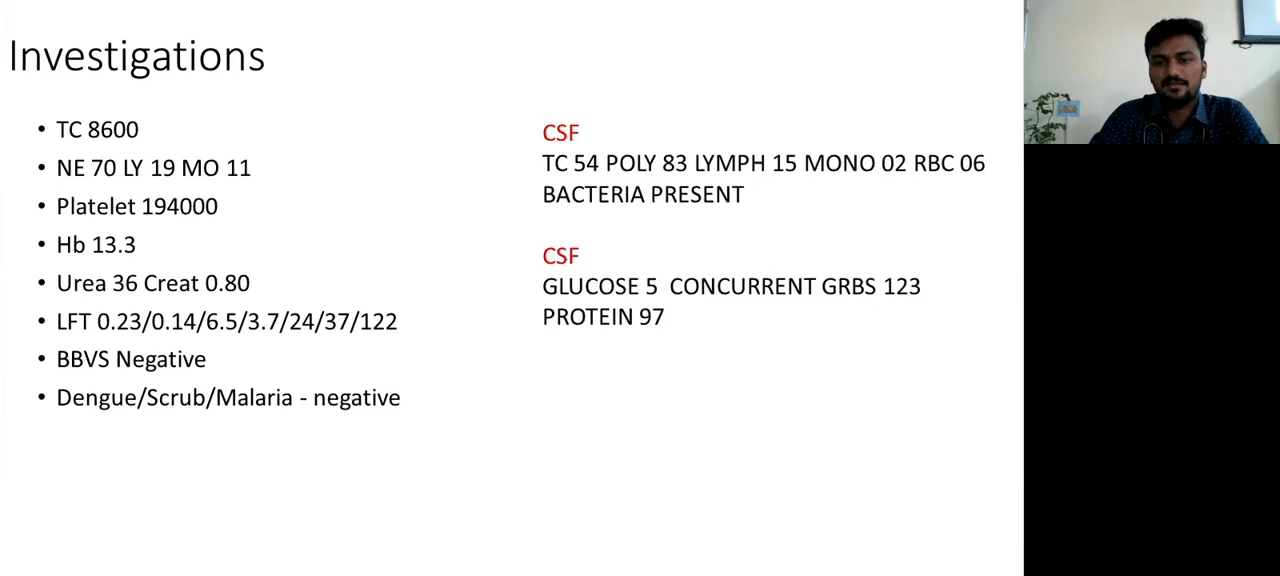 Investigations
• TC 8600
• NE 70 LY 19 MO 11
• Platelet 194000
• Hb 13.3
• Urea 36 Creat 0.80
• LFT 0.23/0.14/6.5/3.7/24/37/122
• BBVS Negative
• Dengue/Scrub/Malaria - negative
CSF
TC 54 POLY 83 LYMPH 15 MONO 02 RBC 06
BACTERIA PRESENT
CSF
GLUCOSE 5 CONCURRENT GRBS 123
PROTEIN 97